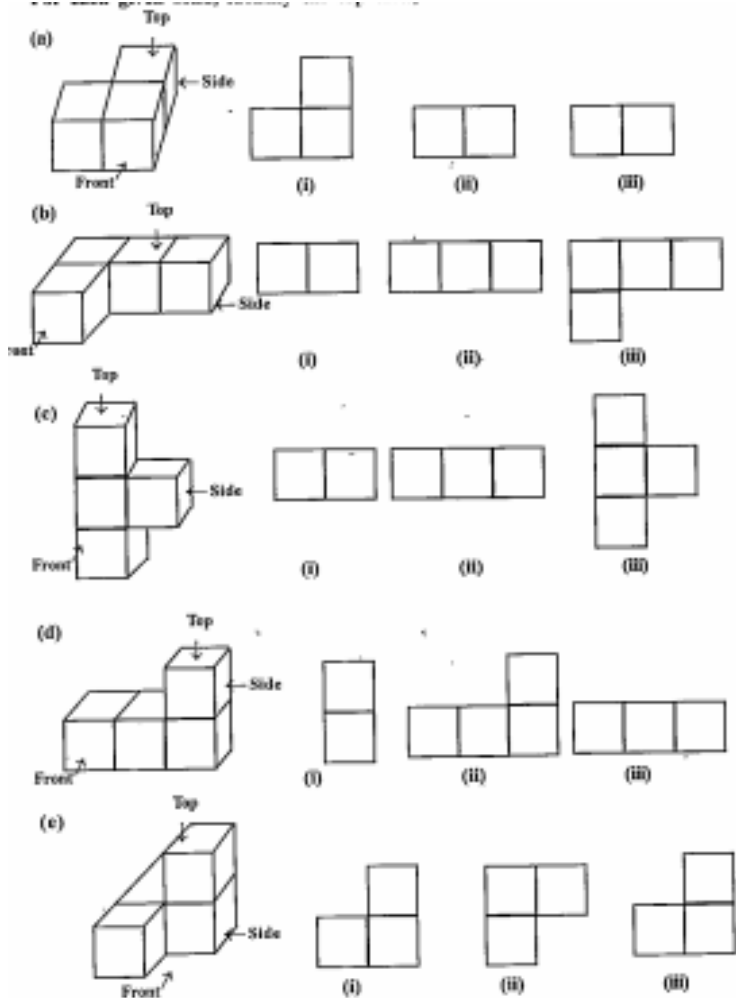 Top
(a)
Side
Front
(i)
(ii)
(iii)
(b)
Top
Side
(i)
(ii)
(iii)
Top
(c)
Side
Front
(i)
(ii)
(iii)
(d)
Top
Side
Front
(i)
(ii)
(iii)
(e)
Top
Side
Front
(i)
(ii)
(iii)